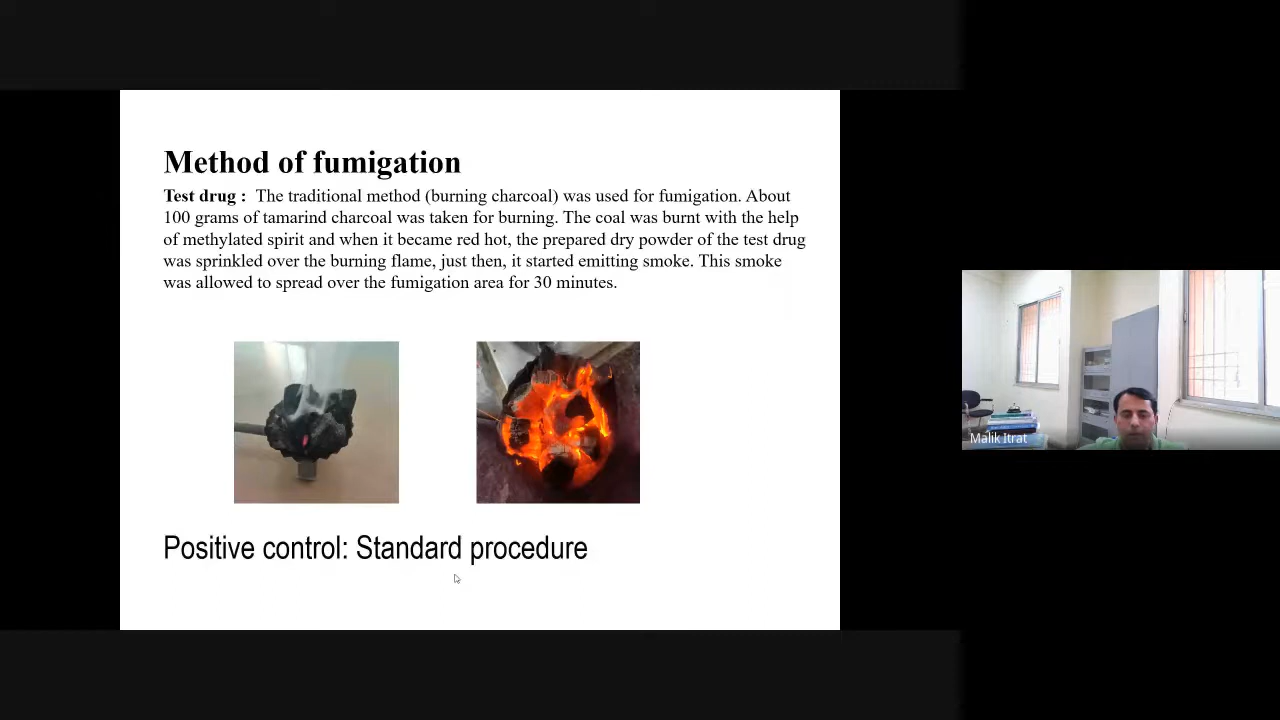 Method of fumigation
Test drug : The traditional method (burning charcoal) was used for fumigation. About
100 grams of tamarind charcoal was taken for burning. The coal was burnt with the help
of methylated spirit and when it became red hot, the prepared dry powder of the test drug
was sprinkled over the burning flame, just then, it started emitting smoke. This smoke
was allowed to spread over the fumigation area for 30 minutes.
Positive control: Standard procedure
Malik Itrat